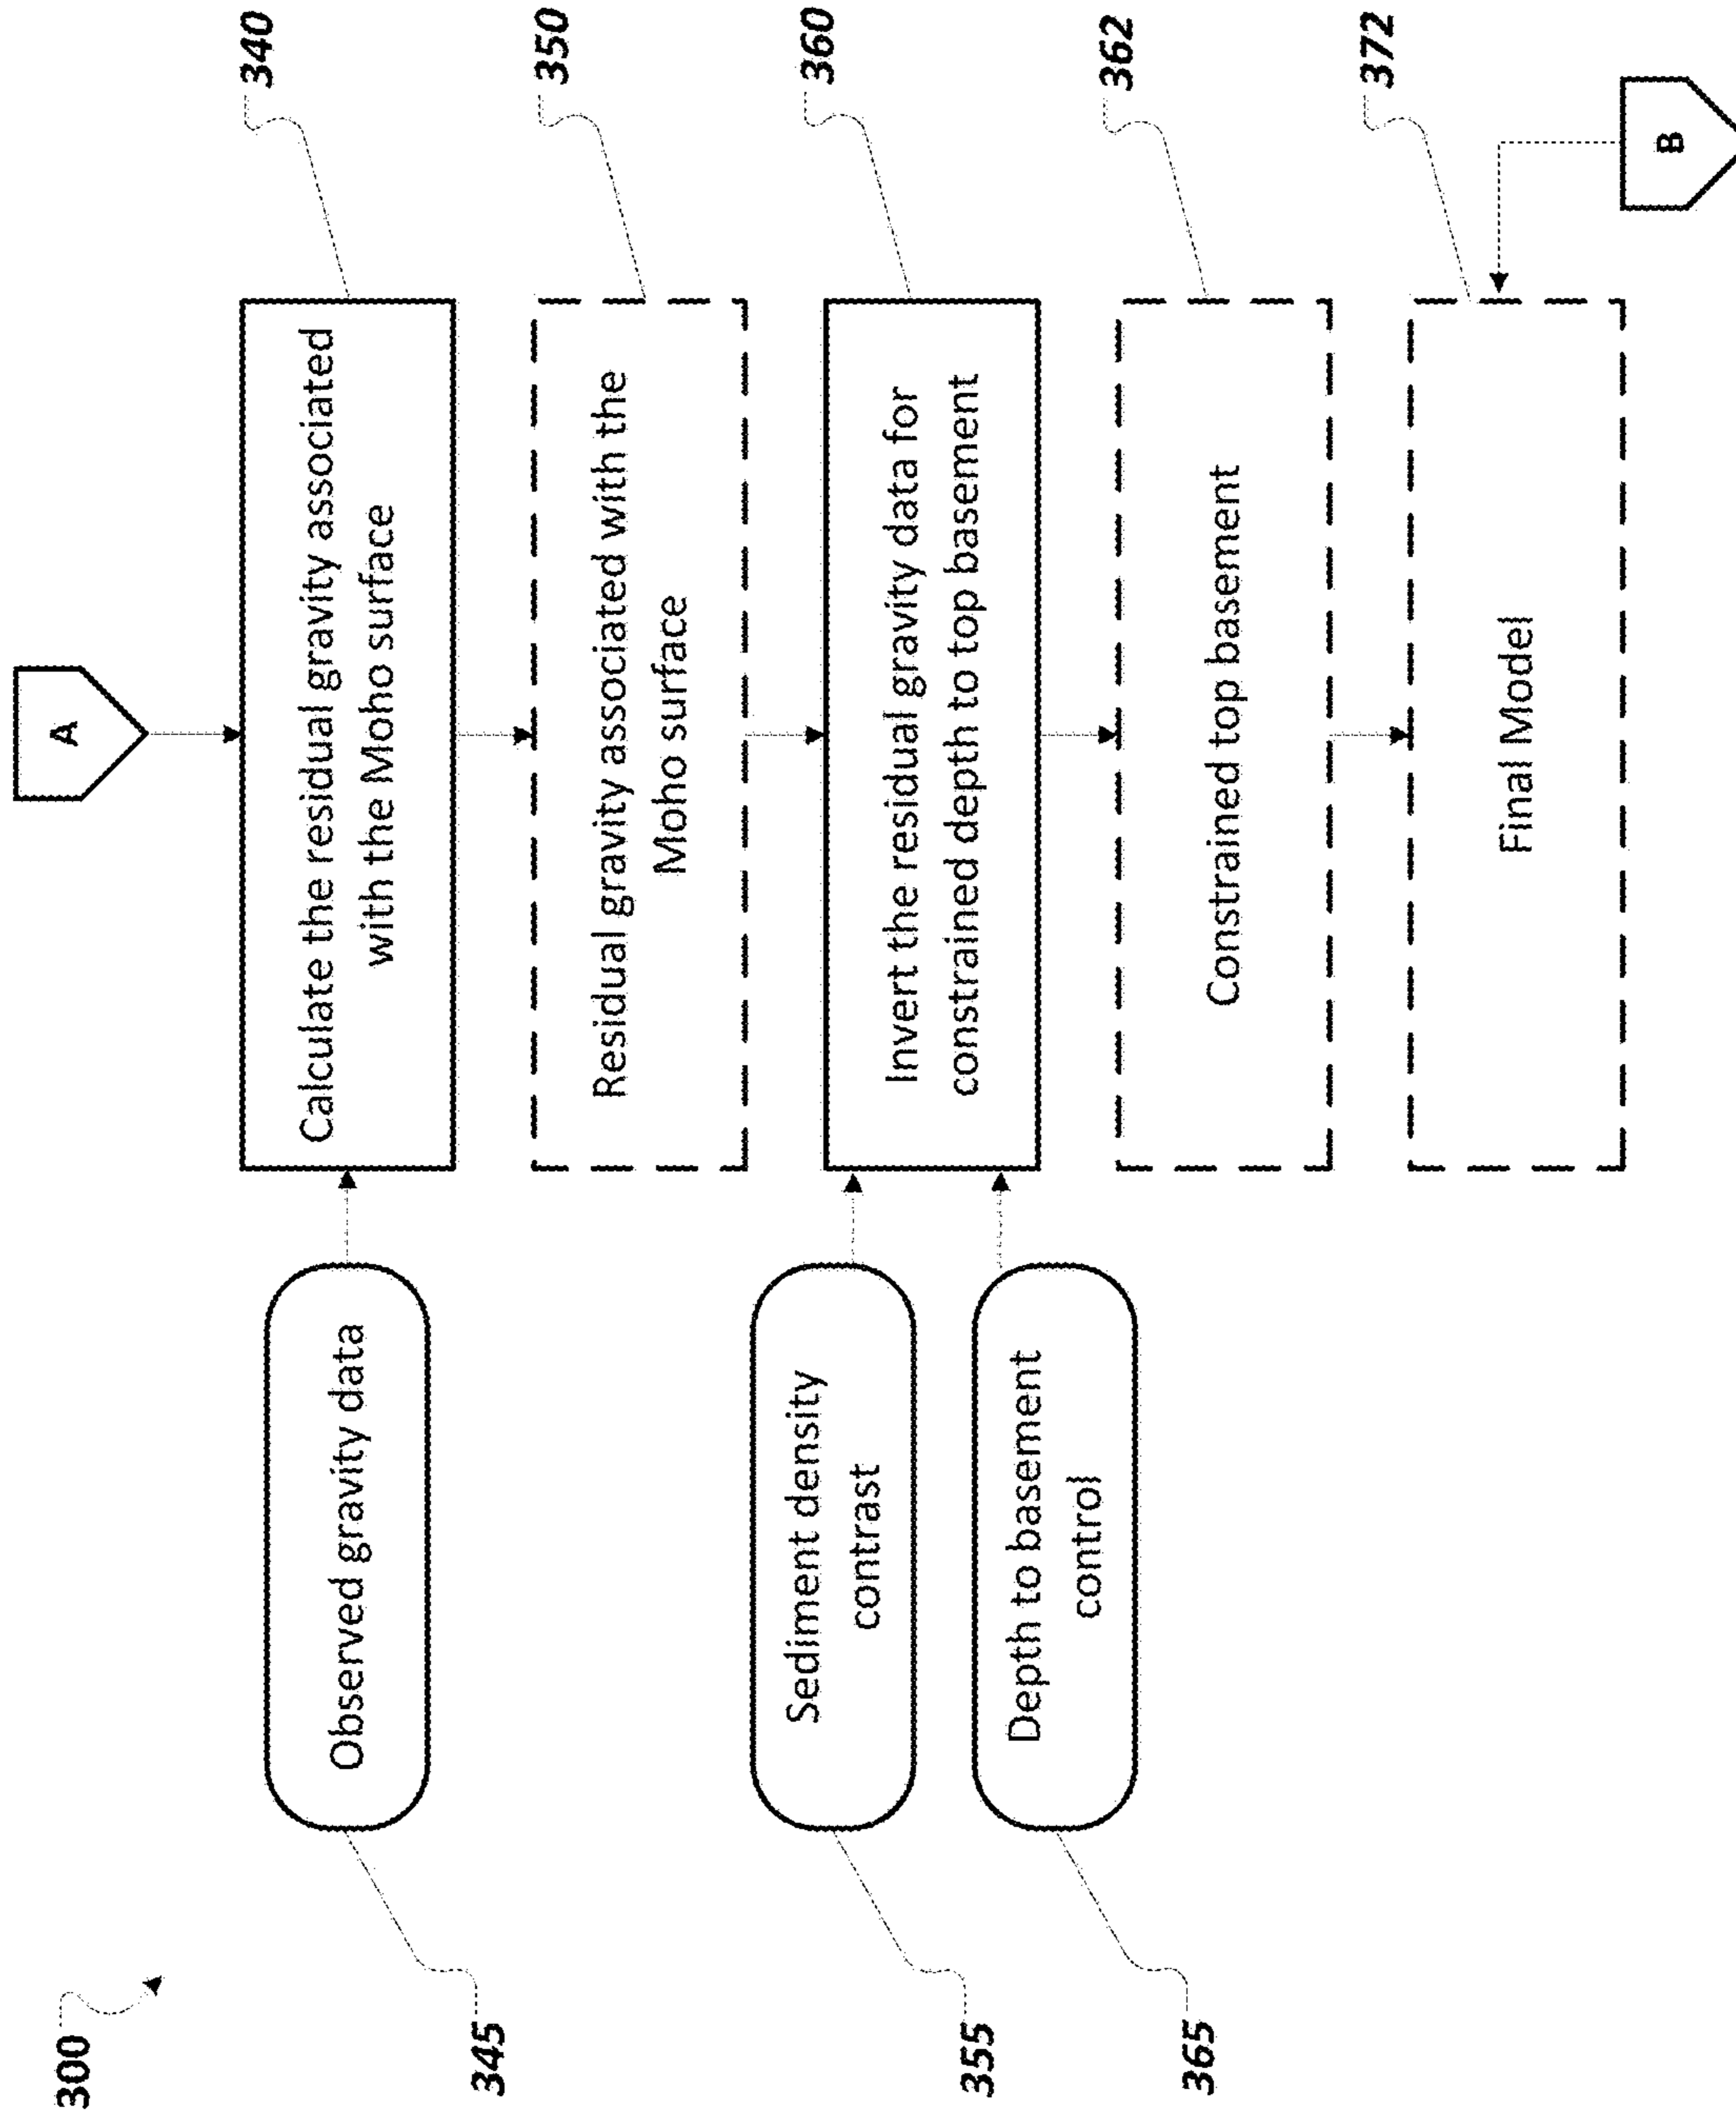 300
A
340
Calculate the residual gravity associated
with the Moho surface
345
Observed gravity data
350
Residual gravity associated with the
Moho surface
355
Sediment density
contrast
360
Invert the residual gravity data for
constrained depth to top basement
365
Depth to basement
control
362
Constrained top basement
372
Final Model
B